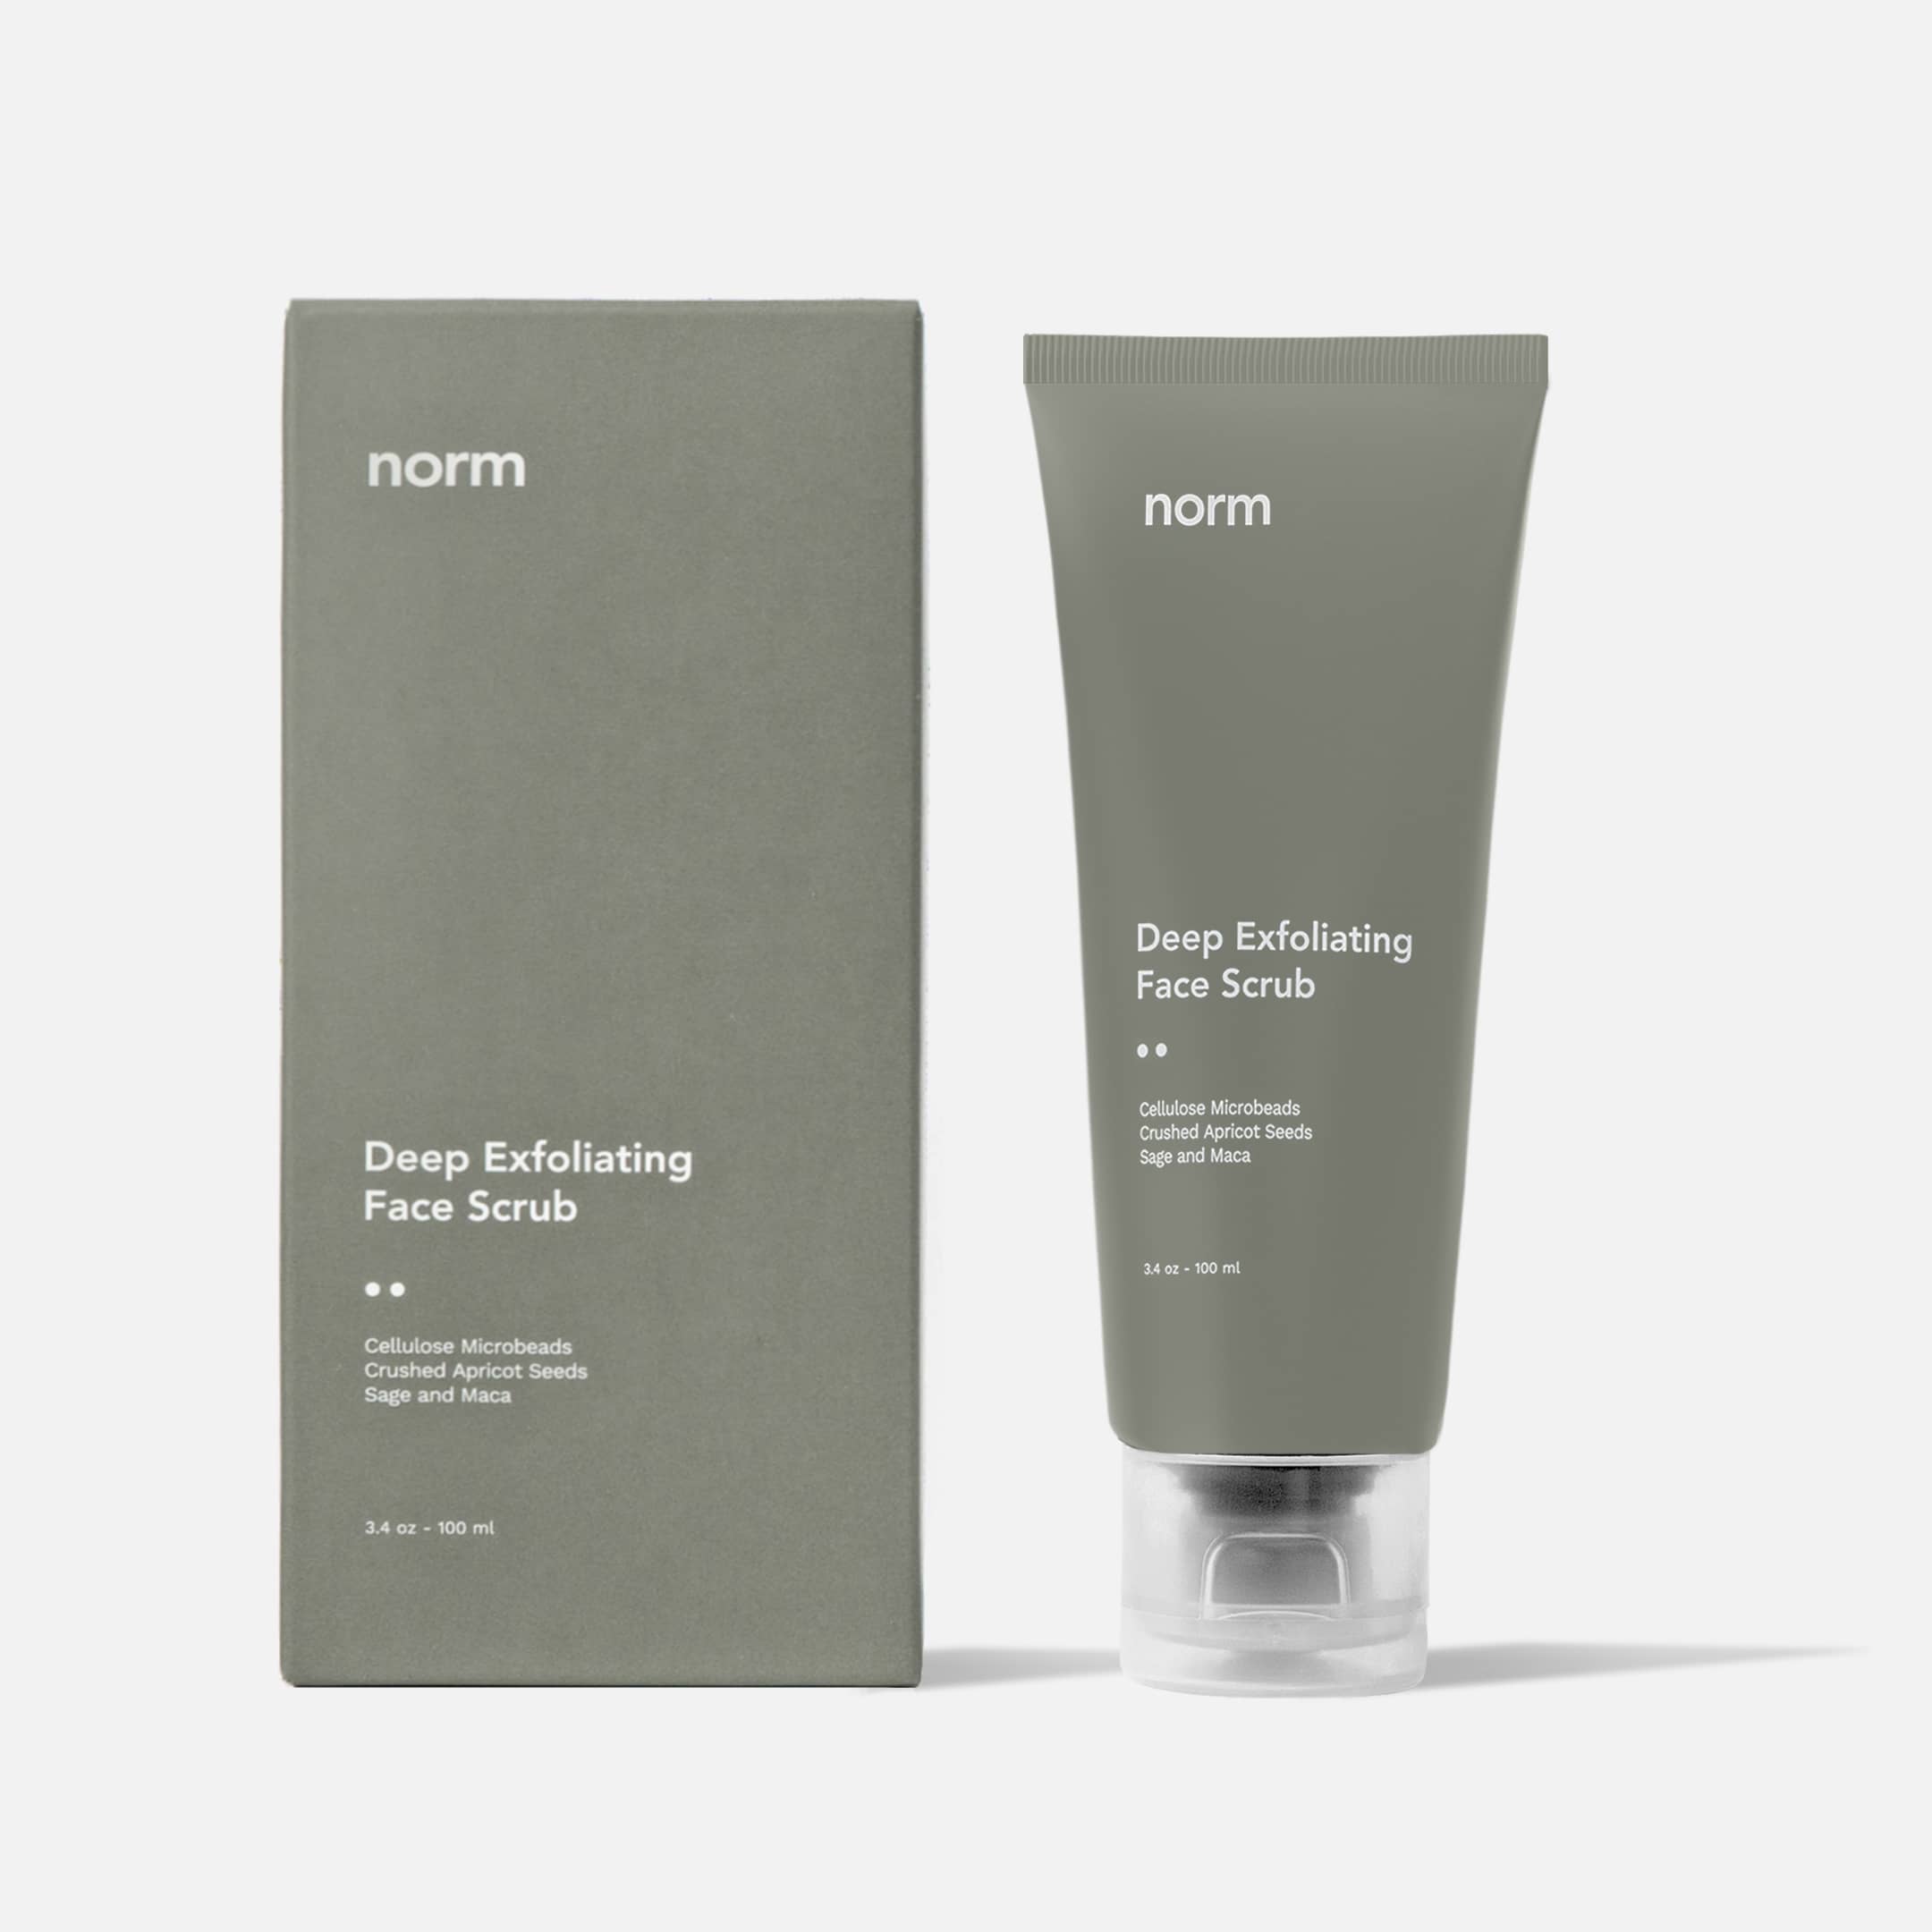 norm
Deep Exfoliating
Face Scrub
Cellulose Microbeads
Crushed Apricot Seeds
Sage and Maca
3.4 oz - 100 ml
norm
Deep Exfoliating
Face Scrub
Cellulose Microbeads
Crushed Apricot Seeds
Sage and Maca
3.4 oz - 100 ml